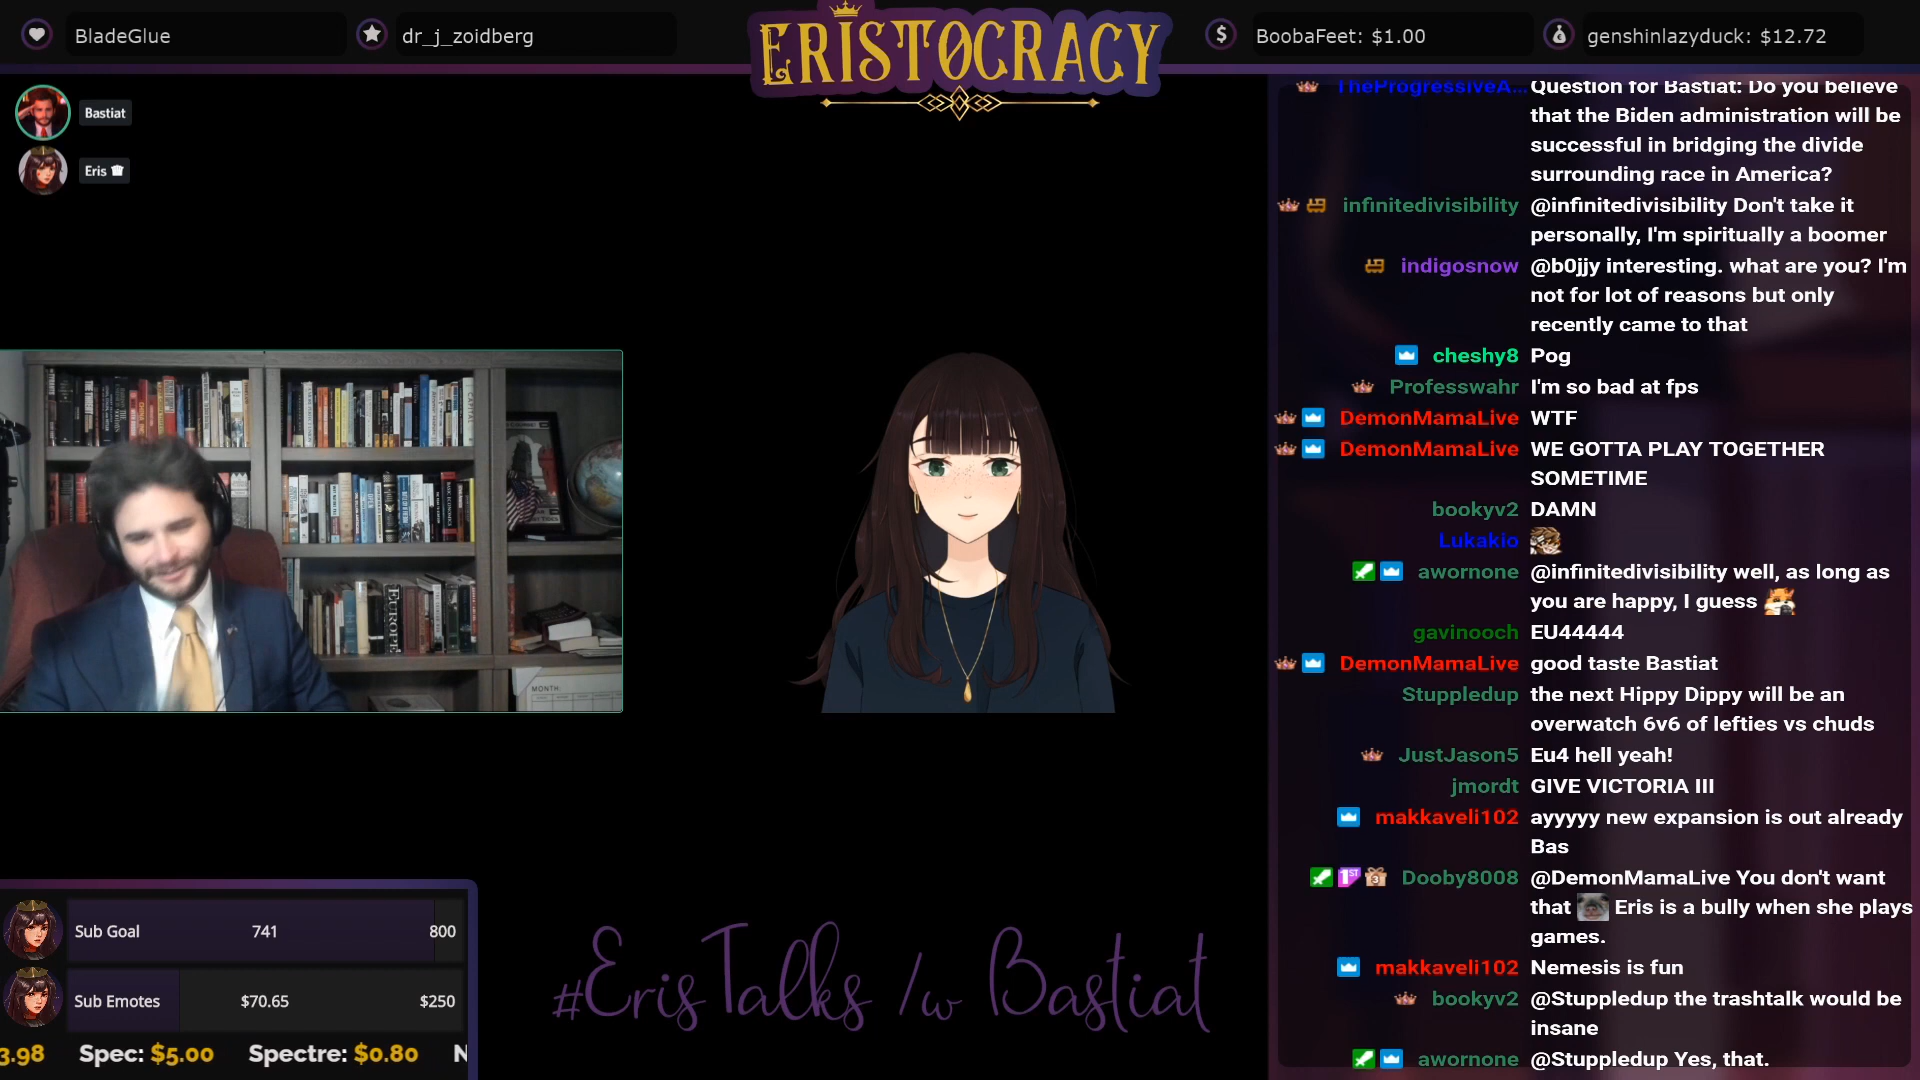 BladeGlue
dr_j_zoidberg
ERISTOCRACY
BoobaFeet: $1.00
genshinlazyduck: $12.72
Bastiat
Eris
TheProgressiveA... Question for Bastiat: Do you believe
that the Biden administration will be
successful in bridging the divide
surrounding race in America?
infinitedivisibility @infinitedivisibility Don't take it
personally, I'm spiritually a boomer
indigosnow @b0jjy interesting. what are you? I'm
not for lot of reasons but only
recently came to that
cheshy8 Pog
Professwahr I'm so bad at fps
DemonMamaLive WTF
DemonMamaLive WE GOTTA PLAY TOGETHER
SOMETIME
bookyv2 DAMN
Lukakio
awornone @infinitedivisibility well, as long as
you are happy, I guess
gavinooch EU44444
DemonMamaLive good taste Bastiat
Stuppledup the next Hippy Dippy will be an
overwatch 6v6 of lefties vs chuds
JustJason5 Eu4 hell yeah!
jmordt GIVE VICTORIA III
makkaveli102 ayyyyy new expansion is out already
Bas
1ST 3 Dooby8008 @DemonMamaLive You don't want
that Eris is a bully when she plays
games.
makkaveli102 Nemesis is fun
bookyv2 @Stuppledup the trashtalk would be
insane
awornone @Stuppledup Yes, that.
EUROPE
MONTH:
Sub Goal 741 800
Sub Emotes $70.65 $250
3.98 Spec: $5.00 Spectre: $0.80 N
#ErisTalks /w Bastiat